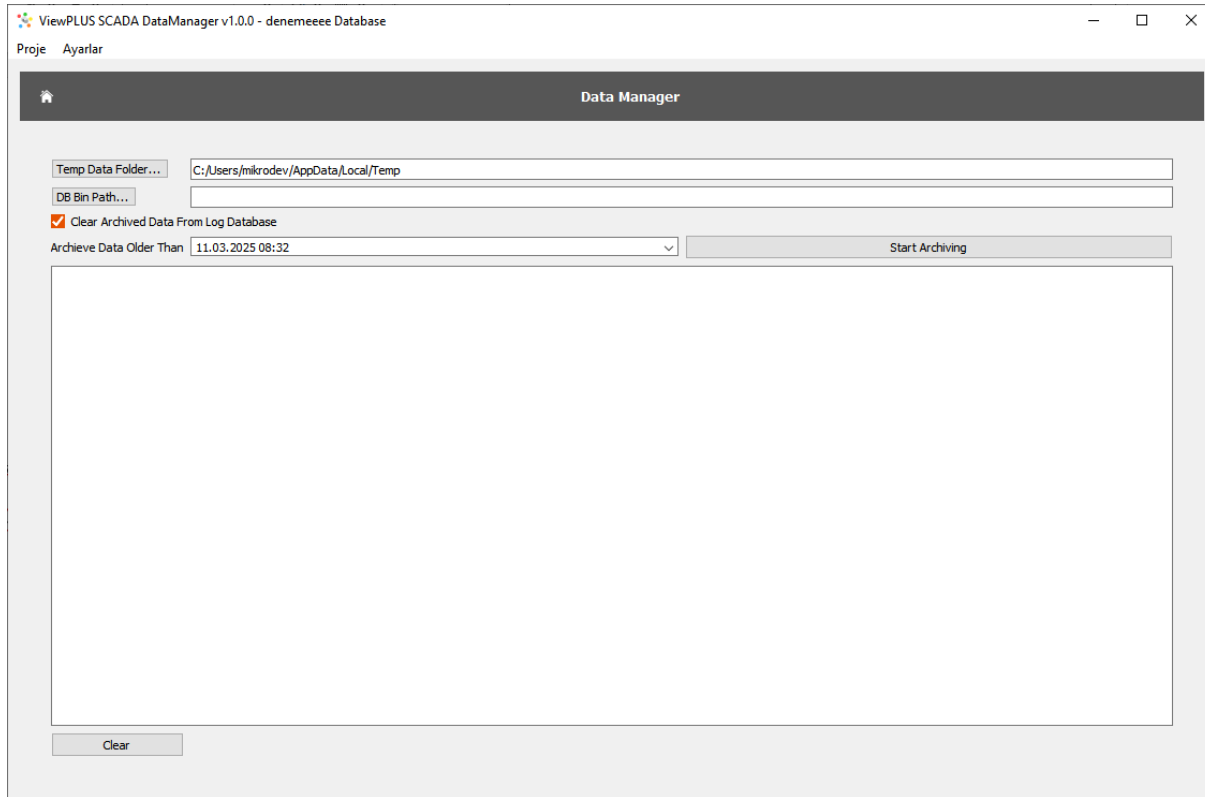 ViewPLUS SCADA DataManager v1.0.0 - denemeeee Database
Proje Ayarlar
Data Manager
Temp Data Folder... C:/Users/mikrodev/AppData/Local/Temp
DB Bin Path...
Clear Archived Data From Log Database
Archieve Data Older Than 11.03.2025 08:32 Start Archiving
Clear